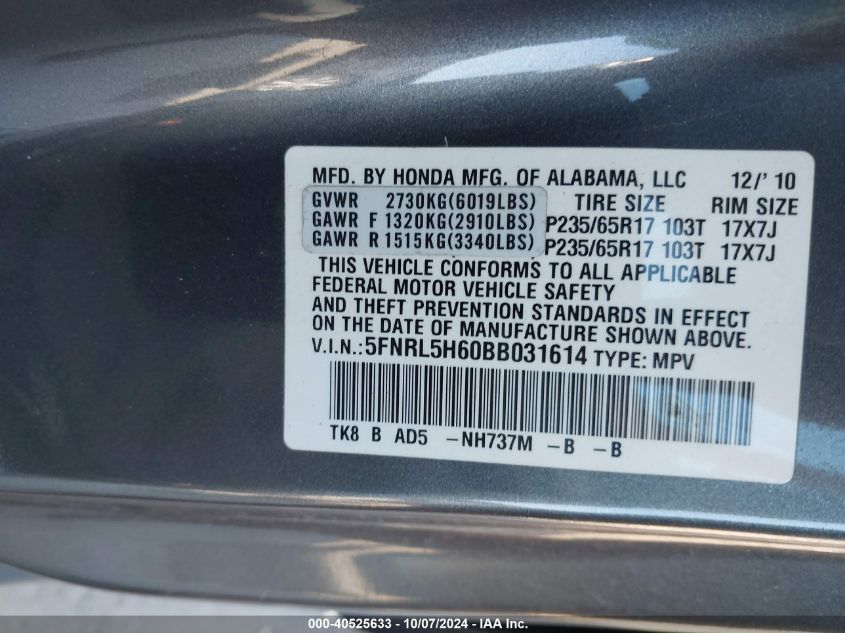 MFD. BY HONDA MFG. OF ALABAMA, LLC 12/' 10
GVWR 2730KG(6019LBS) TIRE SIZE RIM SIZE
GAWR F 1320KG(2910LBS) P235/65R17 103T 17X7J
GAWR R 1515KG(3340LBS) P235/65R17 103T 17X7J
THIS VEHICLE CONFORMS TO ALL APPLICABLE
FEDERAL MOTOR VEHICLE SAFETY
AND THEFT PREVENTION STANDARDS IN EFFECT
ON THE DATE OF MANUFACTURE SHOWN ABOVE.
V.I.N.: 5FNRL5H60BB031614 TYPE: MPV
TK8 B AD5 -NH737M -B -B
000-40525633 - 10/07/2024 - IAA Inc.